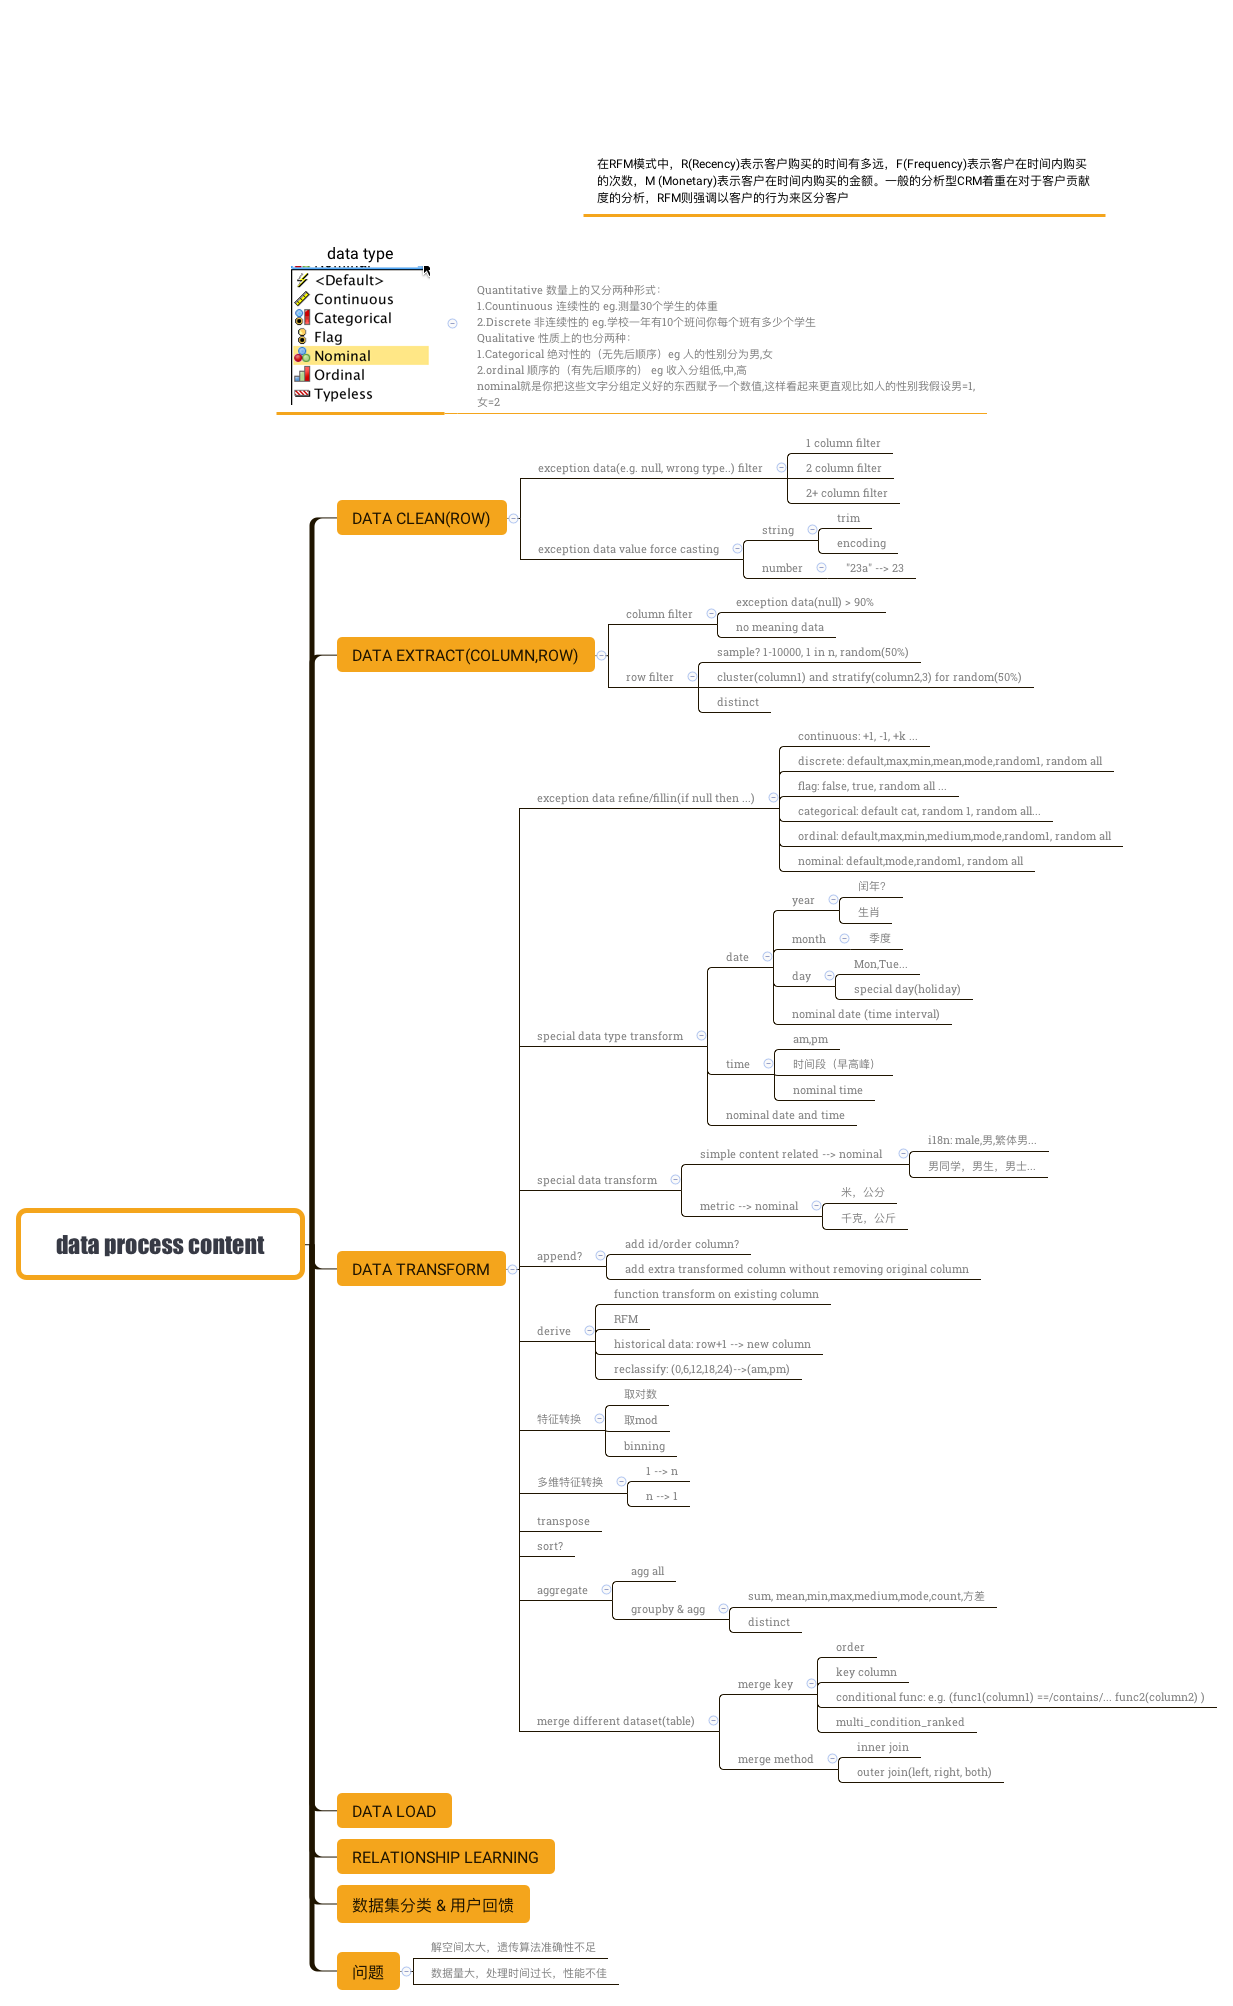 在RFM模式中，R(Recency)表示客户购买的时间有多远，F(Frequency)表示客户在时间内购买
的次数，M (Monetary)表示客户在时间内购买的金额。一般的分析型CRM着重在对于客户贡献
度的分析，RFM则强调以客户的行为来区分客户
data type
<Default>
Continuous
Categorical
Flag
Nominal
Ordinal
Typeless
Quantitative 数量上的又分两种形式：
1.Countinuous 连续性的 eg.测量30个学生的体重
2.Discrete 非连续性的 eg.学校一年有10个班问你每个班有多少个学生
Qualitative 性质上的也分两种：
1.Categorical 绝对性的（无先后顺序）eg 人的性别分为男,女
2.ordinal 顺序的（有先后顺序的） eg 收入分组低,中,高
nominal就是你把这些文字分组定义好的东西赋予一个数值,这样看起来更直观比如人的性别我假设男=1,
女=2
data process content
DATA CLEAN(ROW)
exception data(e.g. null, wrong type..) filter
1 column filter
2 column filter
2+ column filter
exception data value force casting
string
trim
encoding
number
"23a" --> 23
DATA EXTRACT(COLUMN,ROW)
column filter
exception data(null) > 90%
no meaning data
row filter
sample? 1-10000, 1 in n, random(50%)
cluster(column1) and stratify(column2,3) for random(50%)
distinct
DATA TRANSFORM
exception data refine/fillin(if null then ...)
continuous: +1, -1, +k ...
discrete: default,max,min,mean,mode,random1, random all
flag: false, true, random all ...
categorical: default cat, random 1, random all...
ordinal: default,max,min,medium,mode,random1, random all
nominal: default,mode,random1, random all
special data type transform
date
year
闰年?
生肖
month
季度
day
Mon,Tue...
special day(holiday)
nominal date (time interval)
time
am,pm
时间段（早高峰）
nominal time
nominal date and time
special data transform
simple content related --> nominal
i18n: male,男,繁体男...
男同学，男生，男士...
metric --> nominal
米，公分
千克，公斤
append?
add id/order column?
add extra transformed column without removing original column
derive
function transform on existing column
RFM
historical data: row+1 --> new column
reclassify: (0,6,12,18,24)-->(am,pm)
特征转换
取对数
取mod
binning
多维特征转换
1 --> n
n --> 1
transpose
sort?
aggregate
agg all
groupby & agg
sum, mean,min,max,medium,mode,count,方差
distinct
merge different dataset(table)
merge key
order
key column
conditional func: e.g. (func1(column1) ==/contains/... func2(column2) )
multi_condition_ranked
merge method
inner join
outer join(left, right, both)
DATA LOAD
RELATIONSHIP LEARNING
数据集分类 & 用户回馈
问题
解空间太大，遗传算法准确性不足
数据量大，处理时间过长，性能不佳